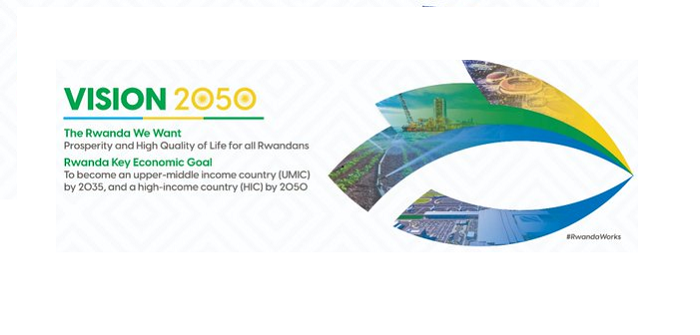 VISION 2050
The Rwanda We Want
Prosperity and High Quality of Life for all Rwandans
Rwanda Key Economic Goal
To become an upper-middle income country (UMIC)
by 2035, and a high-income country (HIC) by 2050
#RwandaWorks